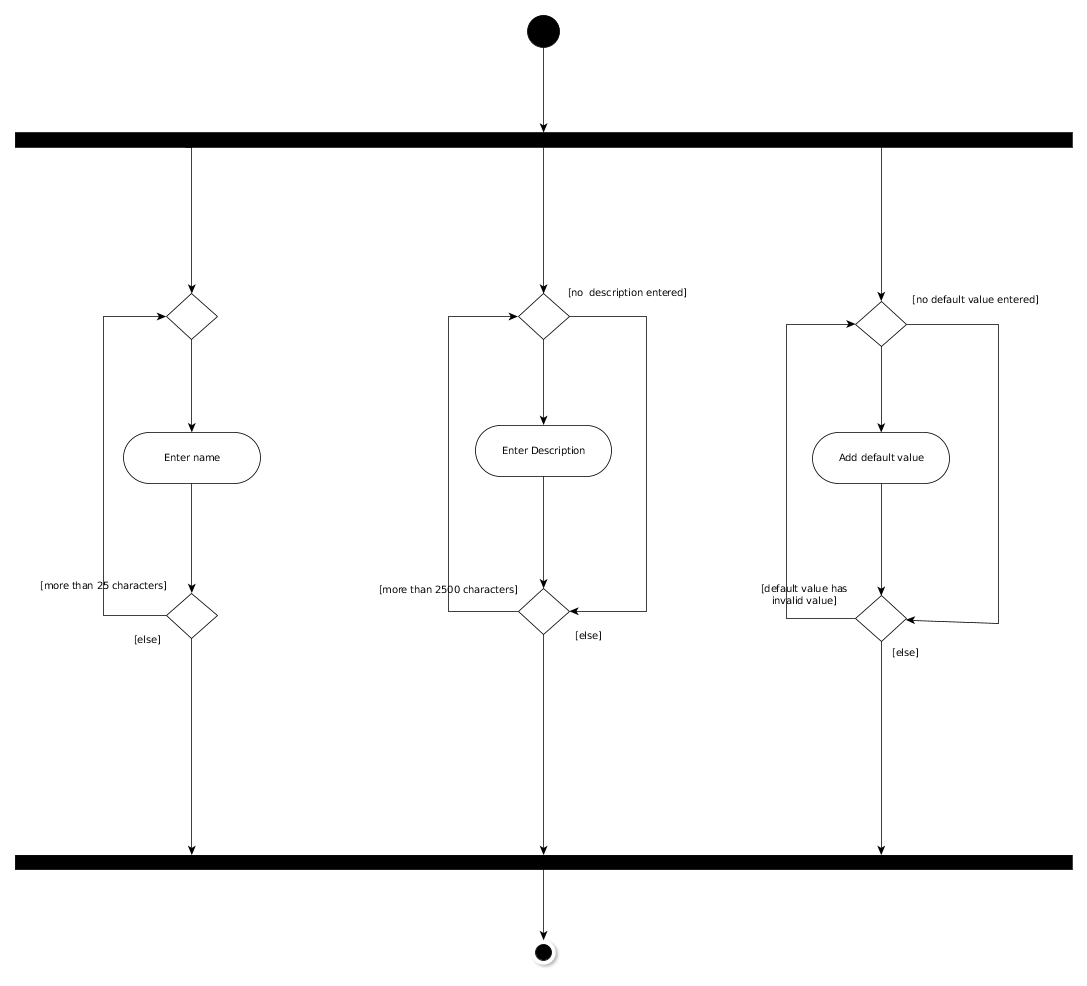 [no  description entered]
[no default value entered]
Enter name
Enter Description
Add default value
[more than 25 characters]
[more than 2500 characters]
[default value has
invalid value]
[else]
[else]
[else]